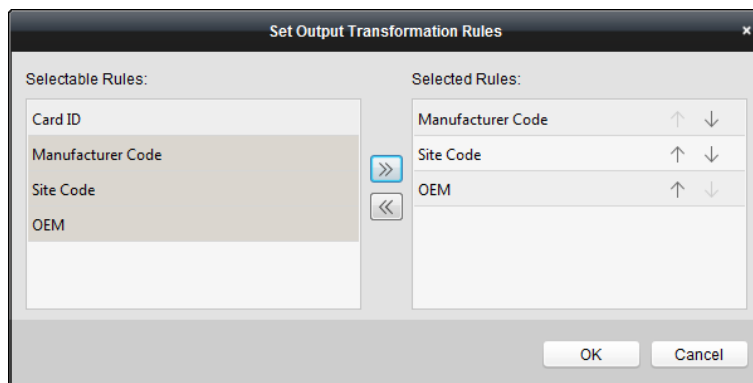 Set Output Transformation Rules
Selectable Rules:
Card ID
Manufacturer Code
Site Code
OEM
Selected Rules:
Manufacturer Code
Site Code
OEM
OK
Cancel